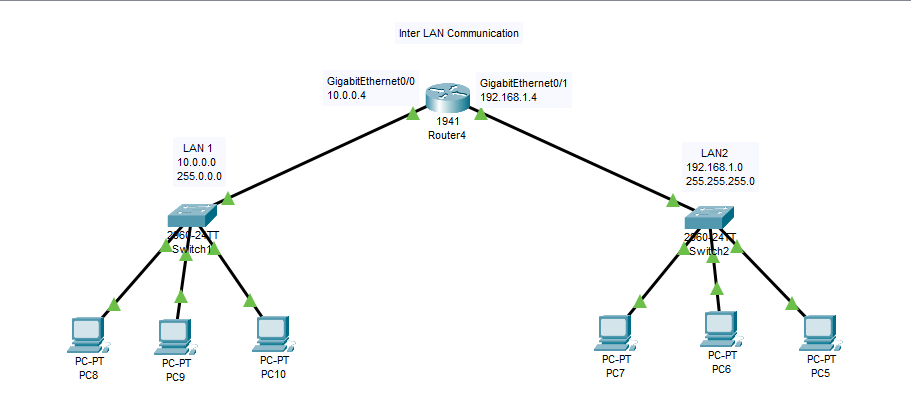 Inter LAN Communication
GigabitEthernet0/0
10.0.0.4
GigabitEthernet0/1
192.168.1.4
1941
Router4
LAN 1
10.0.0.0
255.0.0.0
LAN2
192.168.1.0
255.255.255.0
2960-24TT
Switch1
2960-24TT
Switch2
PC-PT
PC8
PC-PT
PC9
PC-PT
PC10
PC-PT
PC7
PC-PT
PC6
PC-PT
PC5